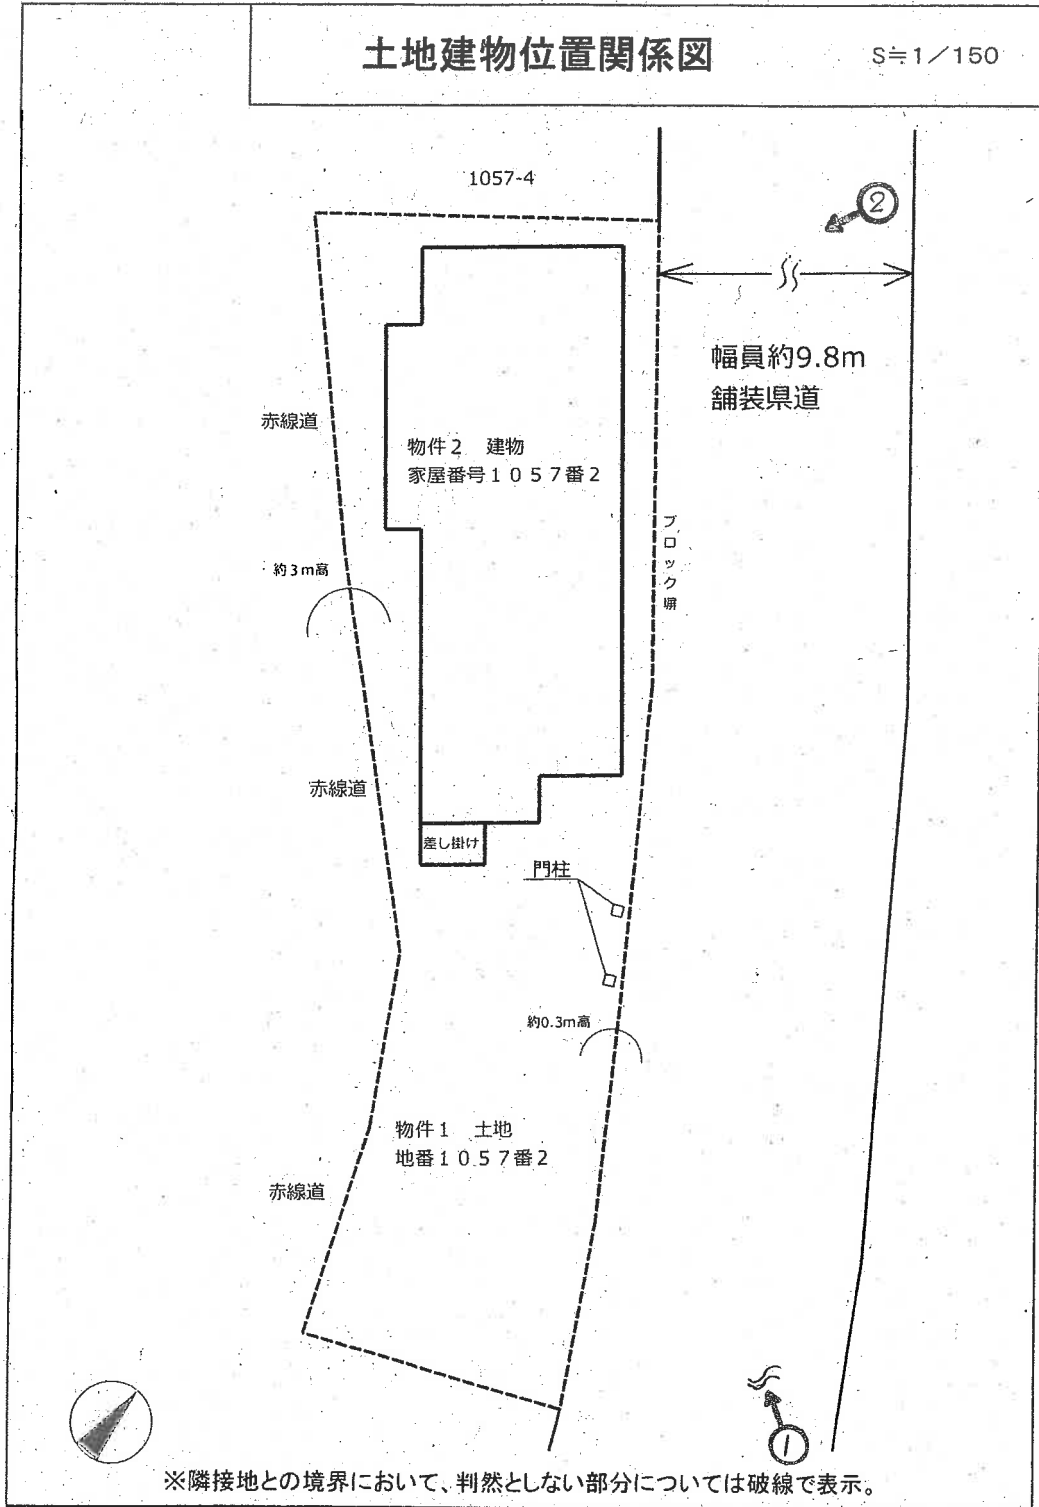 土地建物位置関係図
S≒1/150
1057-4
②
幅員約9.8m
舗装県道
赤線道
物件2 建物
家屋番号1057番2
ブロック塀
約3m高
赤線道
差し掛け
門柱
約0.3m高
物件1 土地
地番1057番2
赤線道
①
※隣接地との境界において、判然としない部分については破線で表示。